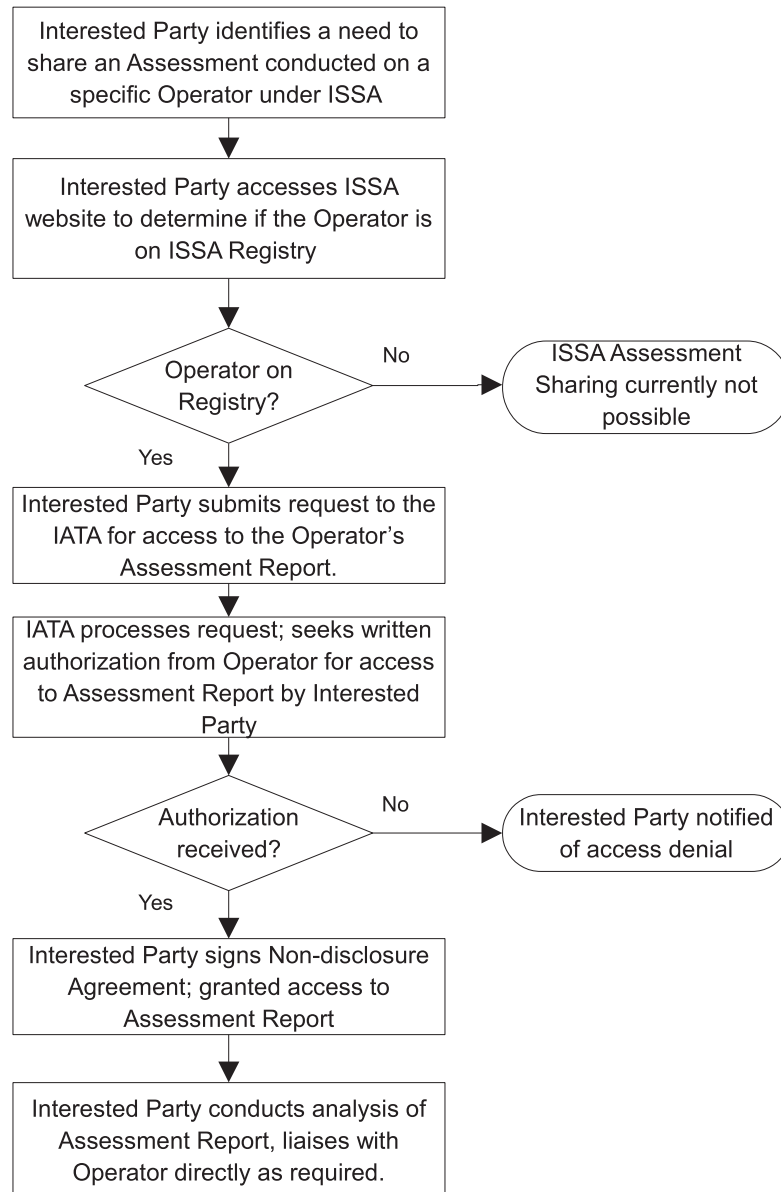 Interested Party identifies a need to
share an Assessment conducted on a
specific Operator under ISSA
Interested Party accesses ISSA
website to determine if the Operator is
on ISSA Registry
Operator on
Registry?
No
ISSA Assessment
Sharing currently not
possible
Yes
Interested Party submits request to the
IATA for access to the Operator’s
Assessment Report.
IATA processes request; seeks written
authorization from Operator for access
to Assessment Report by Interested
Party
Authorization
received?
No
Interested Party notified
of access denial
Yes
Interested Party signs Non-disclosure
Agreement; granted access to
Assessment Report
Interested Party conducts analysis of
Assessment Report, liaises with
Operator directly as required.